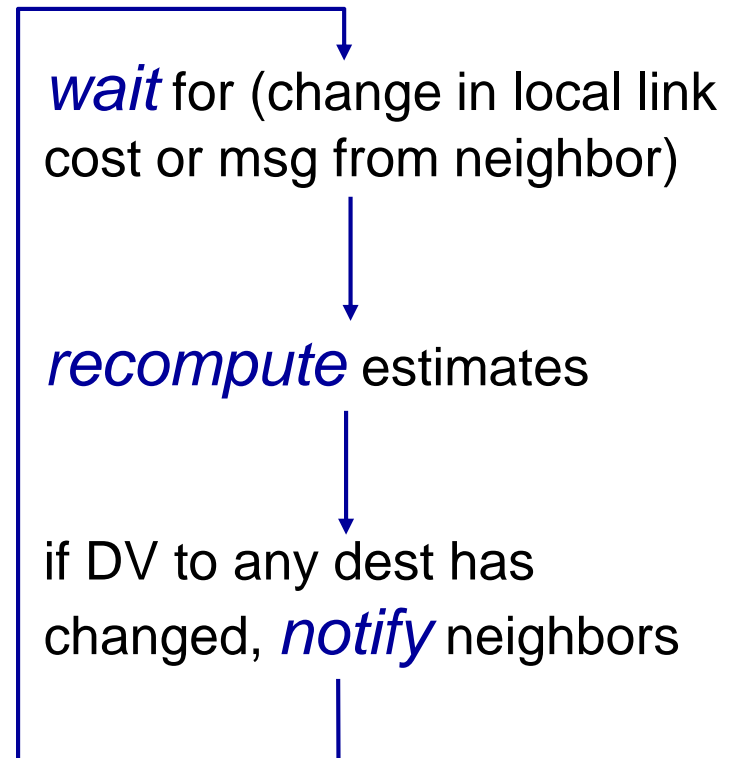 wait for (change in local link
cost or msg from neighbor)
recompute estimates
if DV to any dest has
changed, notify neighbors